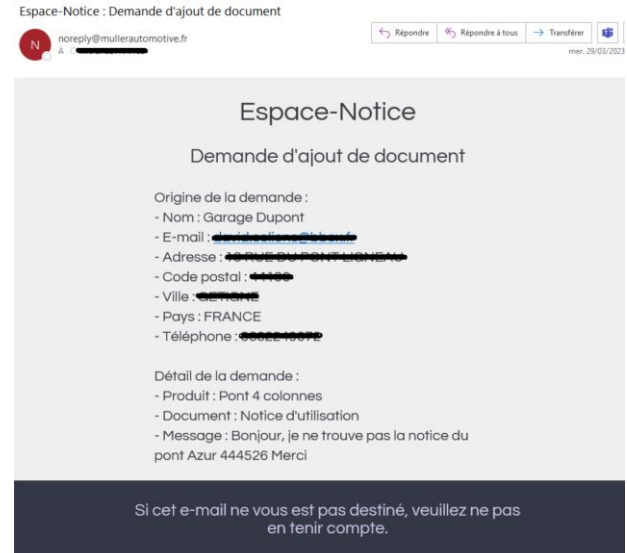 Espace-Notice : Demande d'ajout de document
N
noreply@mullerautomotive.fr
À
Répondre
Répondre à tous
Transférer
mer. 29/03/2023
Espace-Notice
Demande d'ajout de document
Origine de la demande :
- Nom : Garage Dupont
- E-mail :
- Adresse :
- Code postal :
- Ville :
- Pays : FRANCE
- Téléphone :
Détail de la demande :
- Produit : Pont 4 colonnes
- Document : Notice d'utilisation
- Message : Bonjour, je ne trouve pas la notice du
pont Azur 444526 Merci
Si cet e-mail ne vous est pas destiné, veuillez ne pas
en tenir compte.